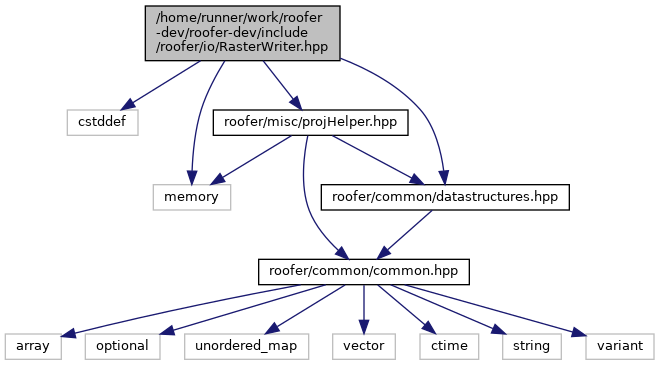 /home/runner/work/roofer
-dev/roofer-dev/include
/roofer/io/RasterWriter.hpp
cstddef
roofer/misc/projHelper.hpp
memory
roofer/common/datastructures.hpp
roofer/common/common.hpp
array
optional
unordered_map
vector
ctime
string
variant